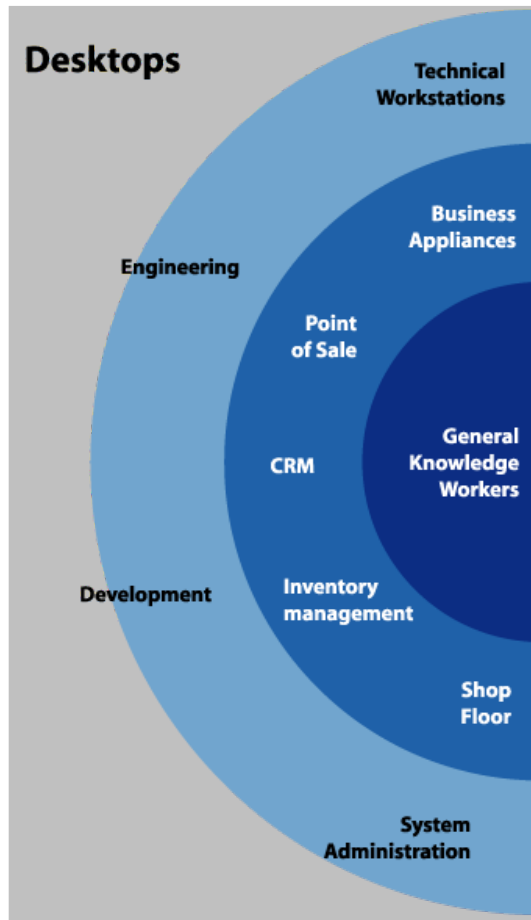 Desktops
Technical
Workstations
Business
Appliances
Engineering
Point
of Sale
General
Knowledge
Workers
CRM
Development
Inventory
management
Shop
Floor
System
Administration